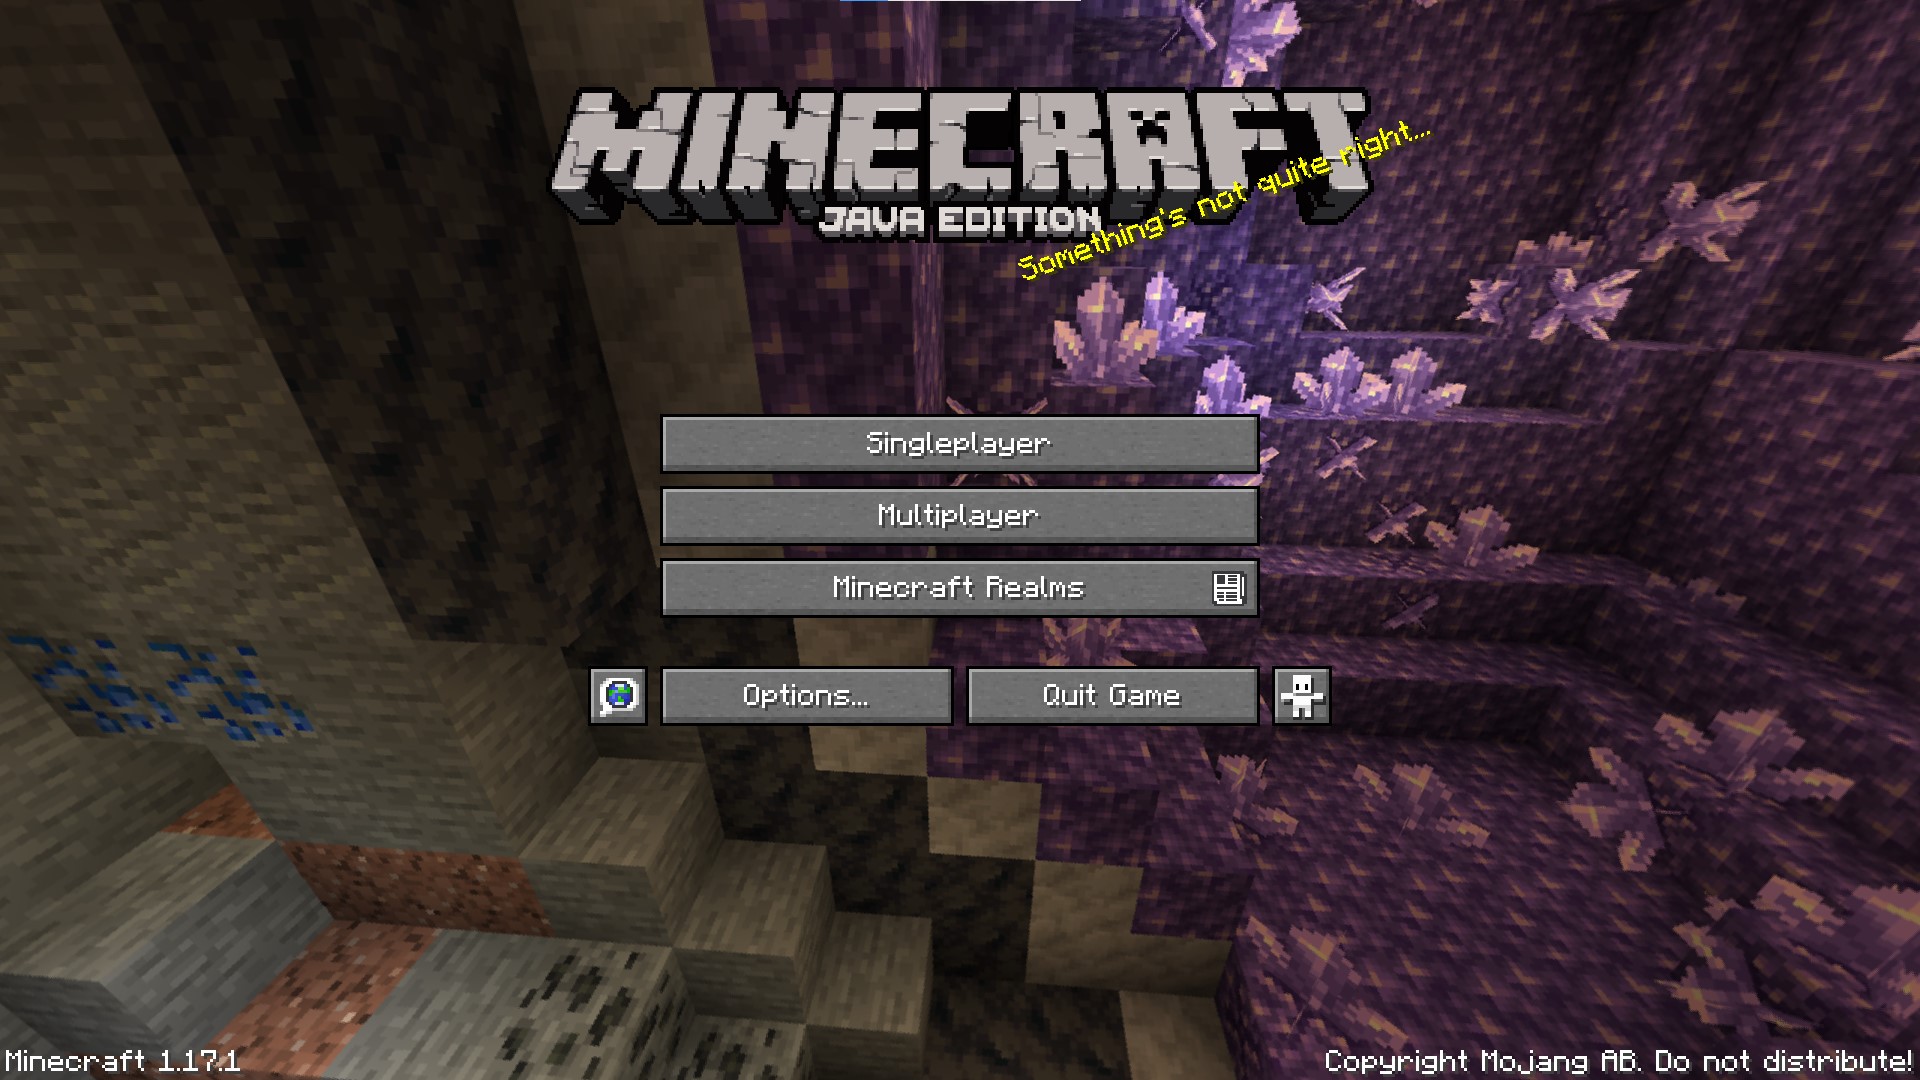 MINECRAFT
JAVA EDITION
Something's not quite right...
Singleplayer
Multiplayer
Minecraft Realms
Options...
Quit Game
Minecraft 1.17.1
Copyright Mojang AB. Do not distribute!